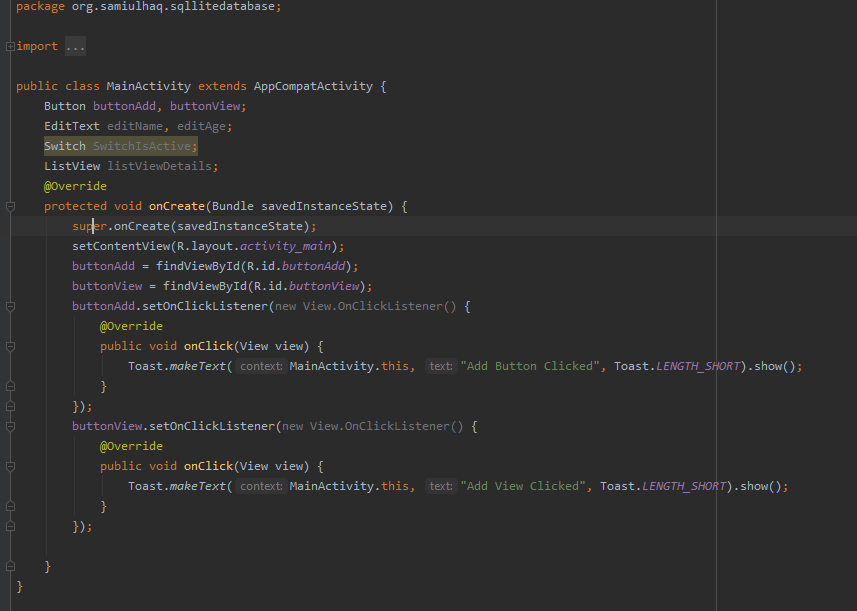 package org.samiulhaq.sqllitedatabase;
import ...
public class MainActivity extends AppCompatActivity {
Button buttonAdd, buttonView;
EditText editName, editAge;
Switch SwitchIsActive;
ListView listViewDetails;
@Override
protected void onCreate(Bundle savedInstanceState) {
super.onCreate(savedInstanceState);
setContentView(R.layout.activity_main);
buttonAdd = findViewById(R.id.buttonAdd);
buttonView = findViewById(R.id.buttonView);
buttonAdd.setOnClickListener(new View.OnClickListener() {
@Override
public void onClick(View view) {
Toast.makeText( context: MainActivity.this, text: "Add Button Clicked", Toast.LENGTH_SHORT).show();
}
});
buttonView.setOnClickListener(new View.OnClickListener() {
@Override
public void onClick(View view) {
Toast.makeText( context: MainActivity.this, text: "Add View Clicked", Toast.LENGTH_SHORT).show();
}
});
}
}